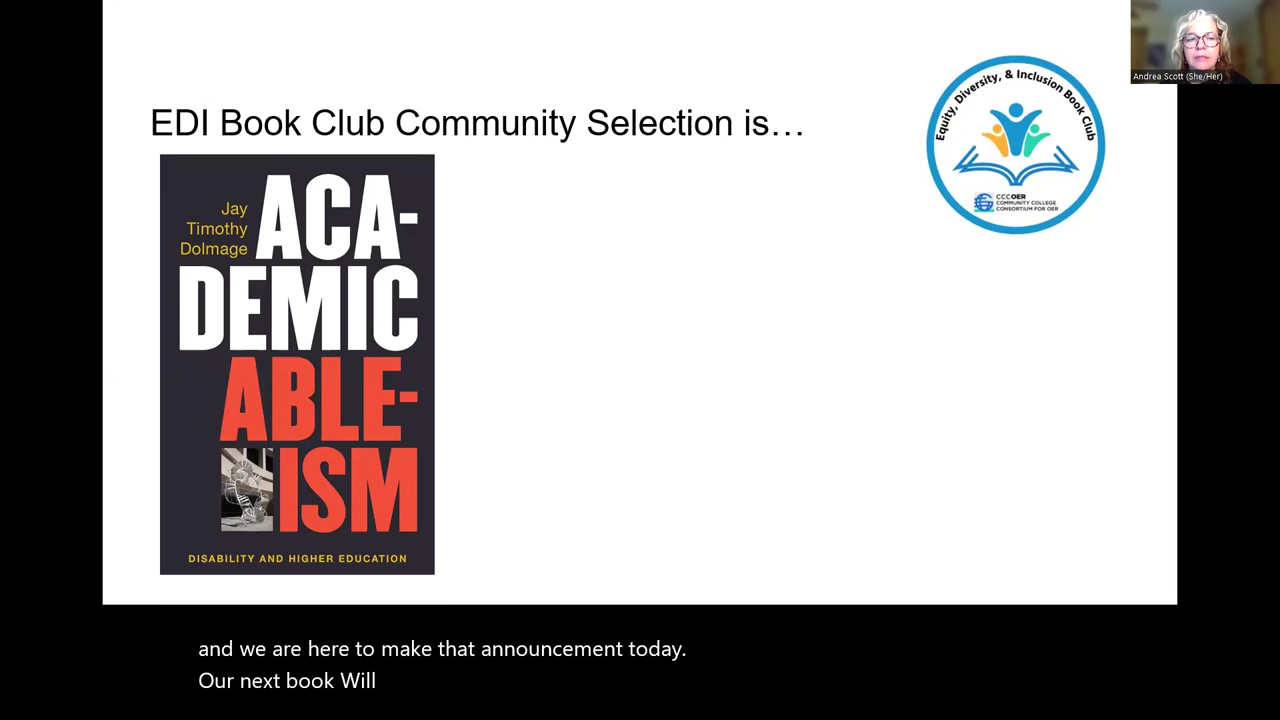 Andrea Scott (She/Her)
EDI Book Club Community Selection is…
Equity, Diversity, & Inclusion Book Club
CCCOER
COMMUNITY COLLEGE
CONSORTIUM FOR OER
Jay
Timothy
Dolmage
ACA-
DEMIC
ABLE-
ISM
DISABILITY AND HIGHER EDUCATION
and we are here to make that announcement today.
Our next book Will